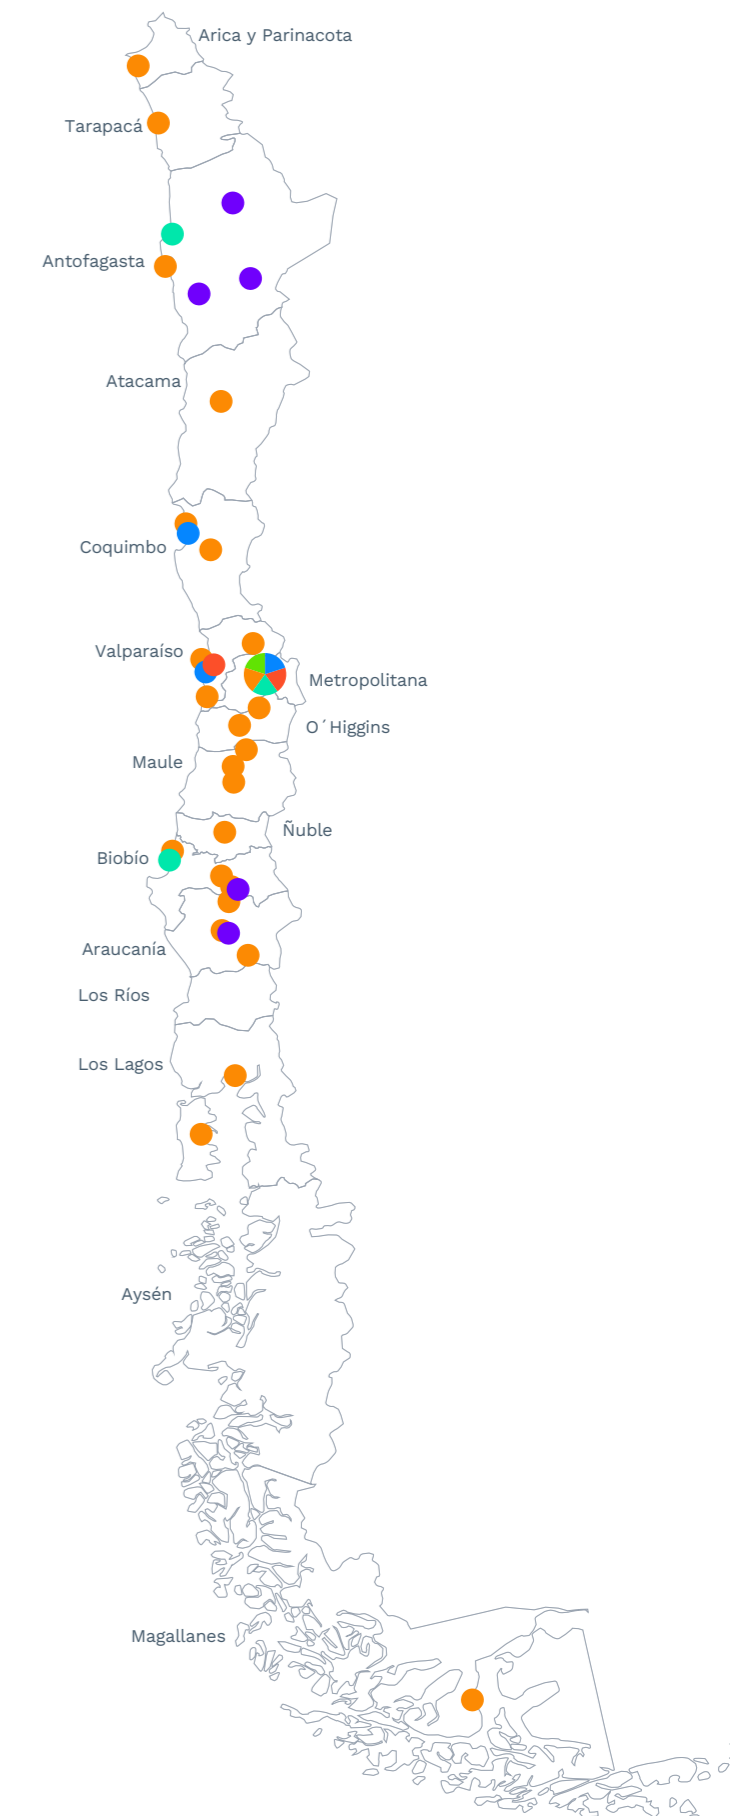 Arica y Parinacota
Tarapacá
Antofagasta
Atacama
Coquimbo
Valparaíso
Metropolitana
O´Higgins
Maule
Ñuble
Biobío
Araucanía
Los Ríos
Los Lagos
Aysén
Magallanes